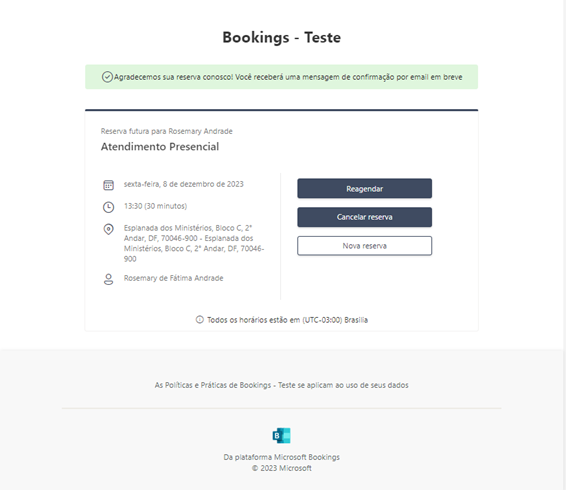 Bookings - Teste
Agradecemos sua reserva conosco! Você receberá uma mensagem de confirmação por email em breve
Reserva futura para Rosemary Andrade
Atendimento Presencial
sexta-feira, 8 de dezembro de 2023
13:30 (30 minutos)
Esplanada dos Ministérios, Bloco C, 2°
Andar, DF, 70046-900 - Esplanada dos
Ministérios, Bloco C, 2° Andar, DF, 70046-
900
Rosemary de Fátima Andrade
Reagendar
Cancelar reserva
Nova reserva
Todos os horários estão em (UTC-03:00) Brasilia
As Políticas e Práticas de Bookings - Teste se aplicam ao uso de seus dados
B
Da plataforma Microsoft Bookings
© 2023 Microsoft